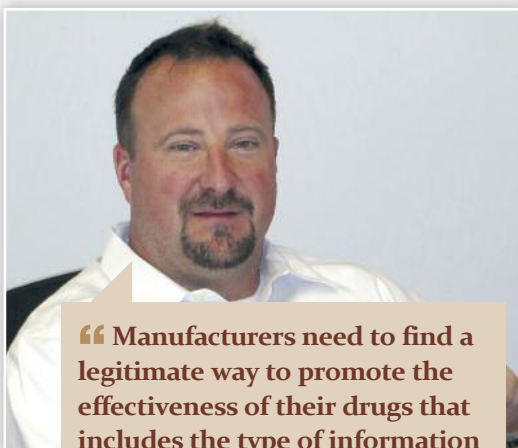 “ Manufacturers need to find a
legitimate way to promote the
effectiveness of their drugs that
includes the type of information